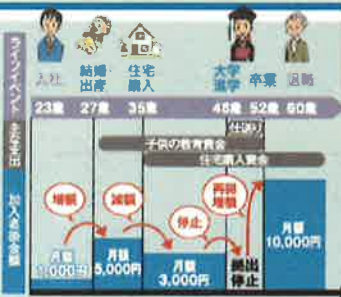 ライフイベント
入社
結婚
出産
住宅
購入
大学
進学
卒業
退職
23歳
27歳
35歳
48歳
52歳
60歳
主な支出
仕送り
子供の教育資金
住宅購入資金
増額
減額
停止
再開
増額
月額
5,000円
月額
3,000円
拠出
停止
月額
10,000円
月額